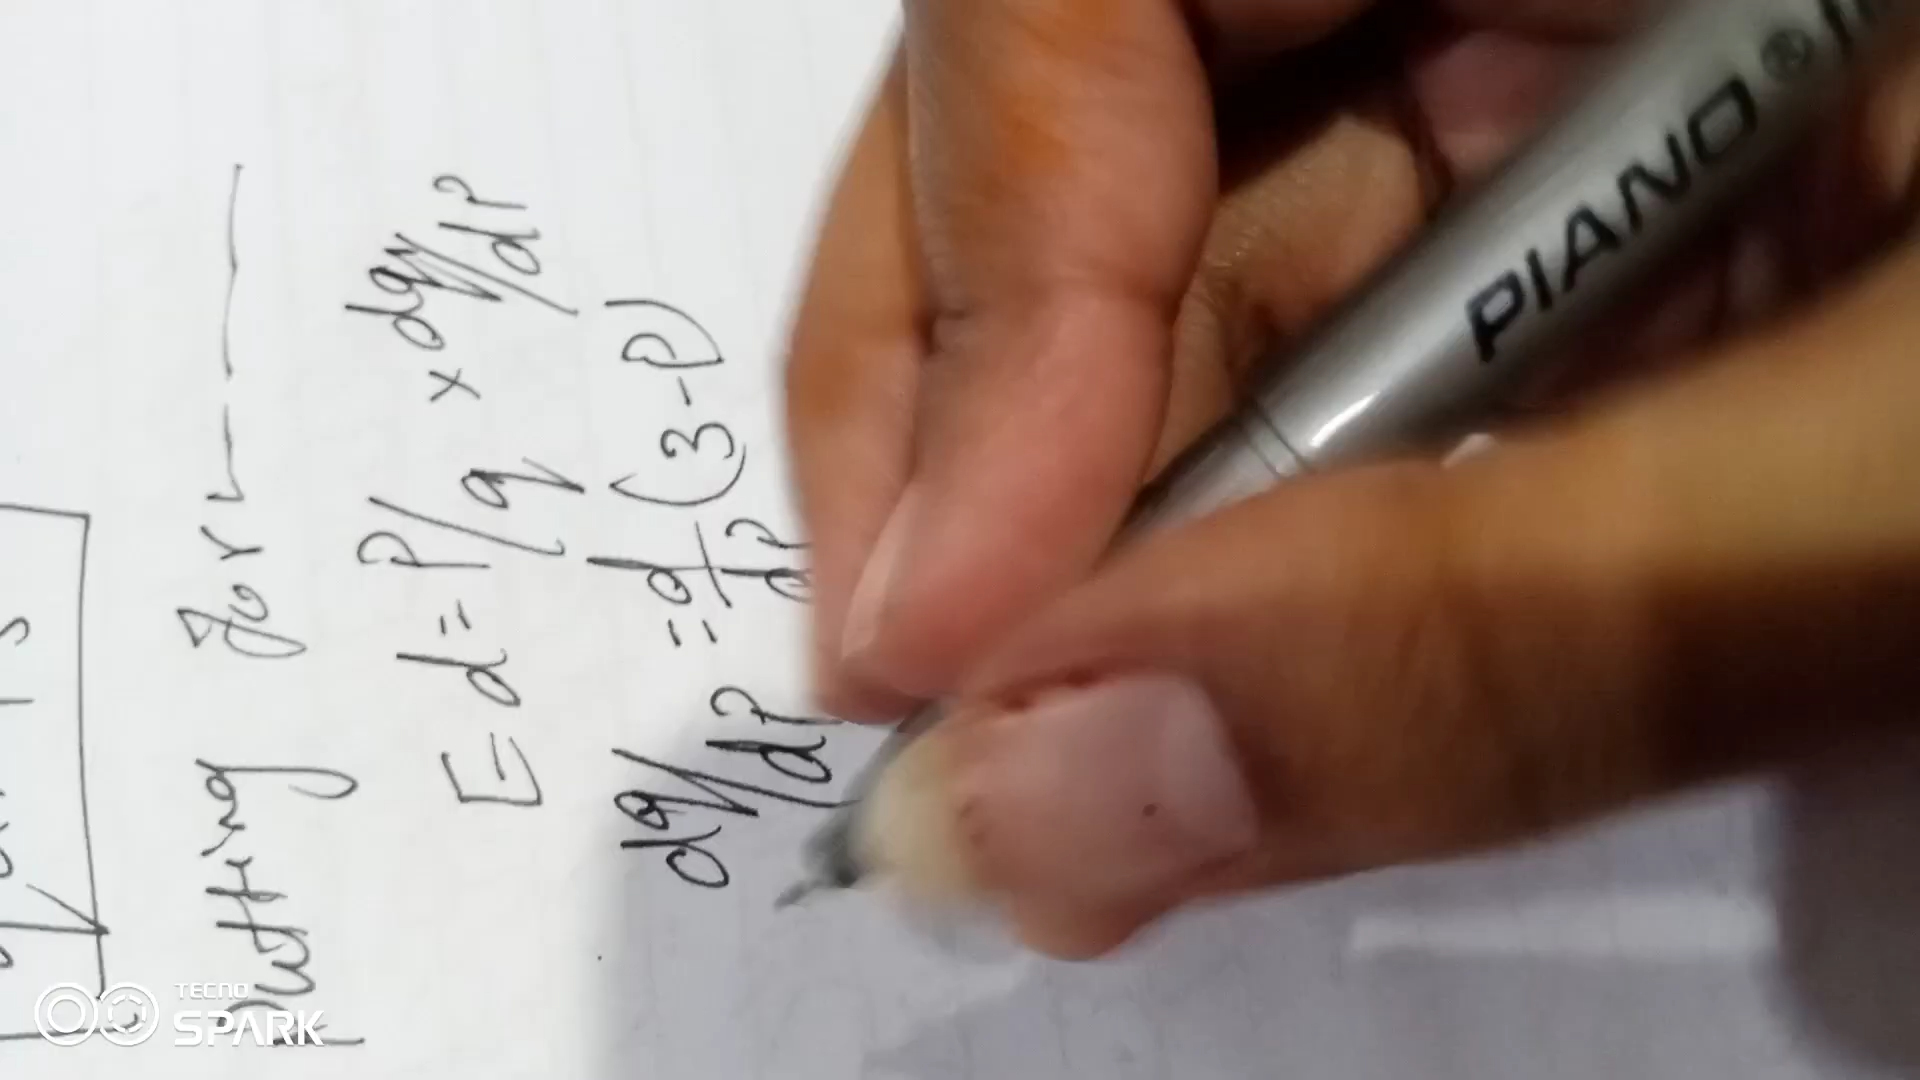 putting for - — —
Ed = P/q × dq/dP
dq/dP = d/dP (3-P)
PIANO®
TECNO
SPARK